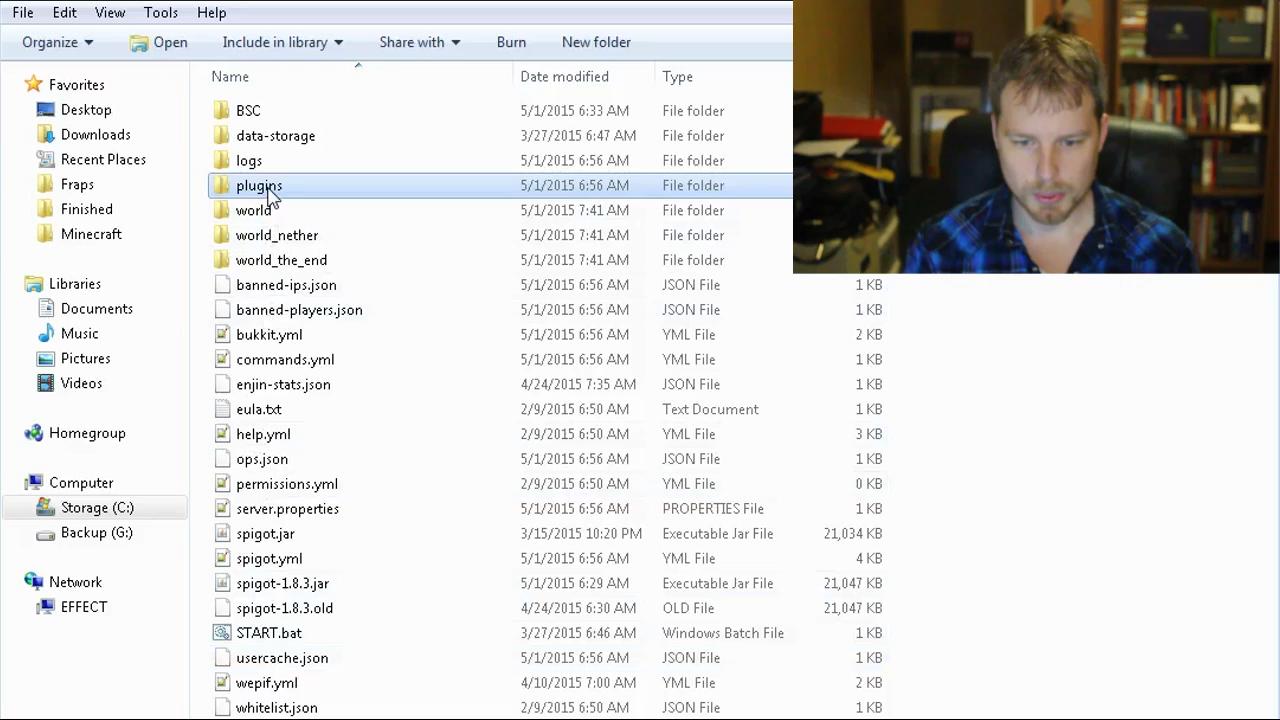 File Edit View Tools Help
Organize Open Include in library Share with Burn New folder
Name Date modified Type
Favorites
Desktop
Downloads
Recent Places
Fraps
Finished
Minecraft
Libraries
Documents
Music
Pictures
Videos
Homegroup
Computer
Storage (C:)
Backup (G:)
Network
EFFECT
BSC 5/1/2015 6:33 AM File folder
data-storage 3/27/2015 6:47 AM File folder
logs 5/1/2015 6:56 AM File folder
plugins 5/1/2015 6:56 AM File folder
world 5/1/2015 7:41 AM File folder
world_nether 5/1/2015 7:41 AM File folder
world_the_end 5/1/2015 7:41 AM File folder
banned-ips.json 5/1/2015 6:56 AM JSON File 1 KB
banned-players.json 5/1/2015 6:56 AM JSON File 1 KB
bukkit.yml 5/1/2015 6:56 AM YML File 2 KB
commands.yml 5/1/2015 6:56 AM YML File 1 KB
enjin-stats.json 4/24/2015 7:35 AM JSON File 1 KB
eula.txt 2/9/2015 6:50 AM Text Document 1 KB
help.yml 2/9/2015 6:50 AM YML File 3 KB
ops.json 5/1/2015 6:56 AM JSON File 1 KB
permissions.yml 2/9/2015 6:50 AM YML File 0 KB
server.properties 5/1/2015 6:56 AM PROPERTIES File 1 KB
spigot.jar 3/15/2015 10:20 PM Executable Jar File 21,034 KB
spigot.yml 5/1/2015 6:56 AM YML File 4 KB
spigot-1.8.3.jar 5/1/2015 6:29 AM Executable Jar File 21,047 KB
spigot-1.8.3.old 4/24/2015 6:30 AM OLD File 21,047 KB
START.bat 3/27/2015 6:46 AM Windows Batch File 1 KB
usercache.json 5/1/2015 6:56 AM JSON File 1 KB
wepif.yml 4/10/2015 7:00 AM YML File 2 KB
whitelist.json 2/9/2015 6:50 AM JSON File 1 KB